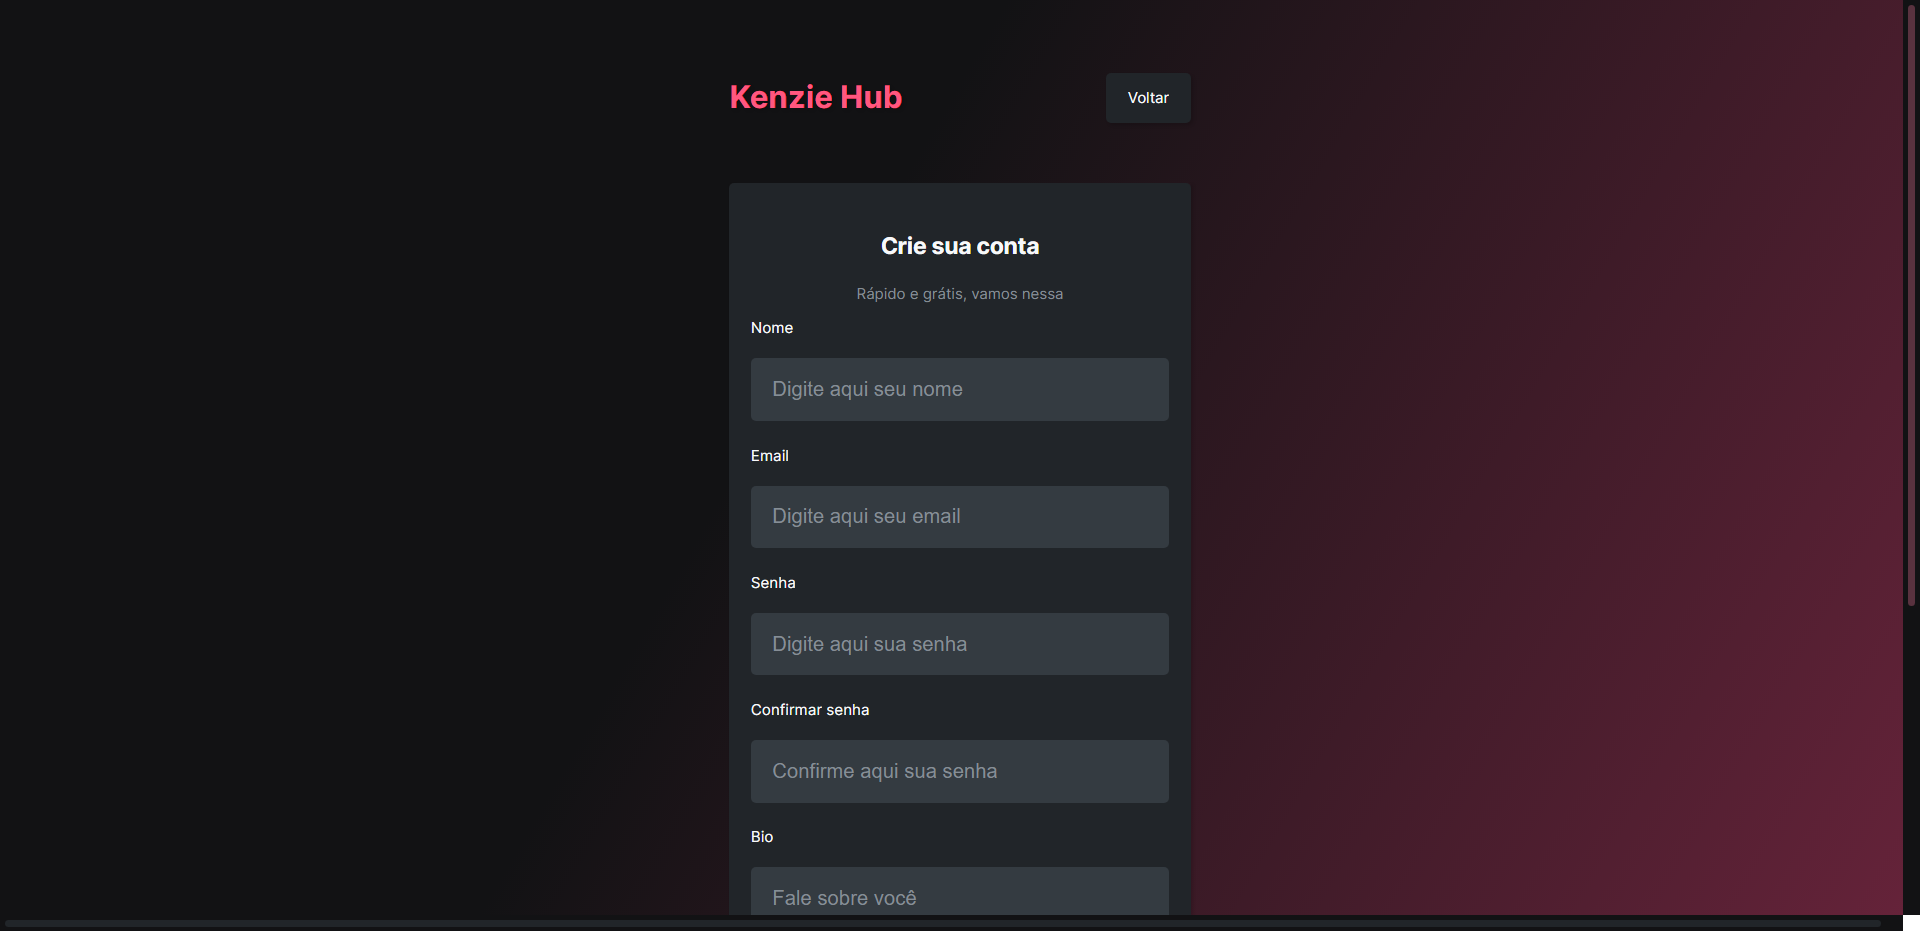 Kenzie Hub
Voltar
Crie sua conta
Rápido e grátis, vamos nessa
Nome
Digite aqui seu nome
Email
Digite aqui seu email
Senha
Digite aqui sua senha
Confirmar senha
Confirme aqui sua senha
Bio
Fale sobre você